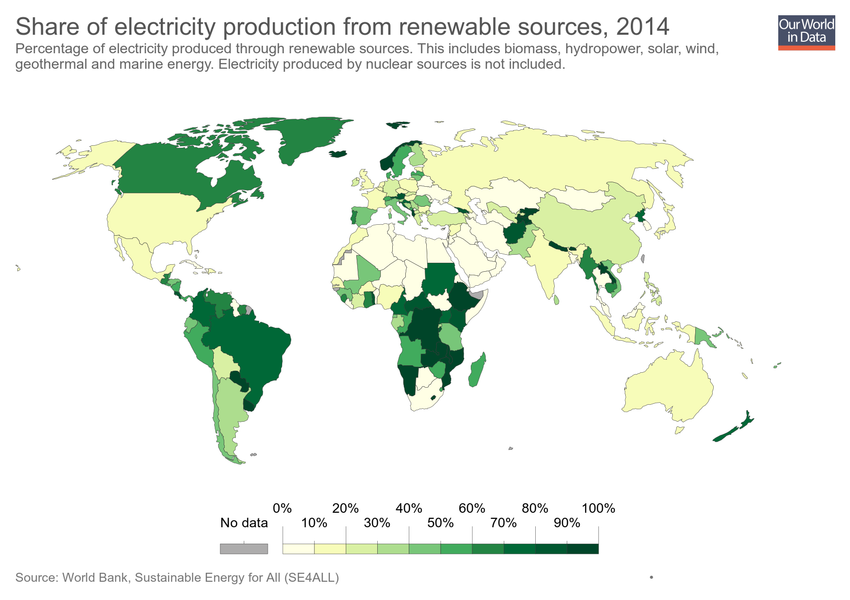 Share of electricity production from renewable sources, 2014
Percentage of electricity produced through renewable sources. This includes biomass, hydropower, solar, wind,
geothermal and marine energy. Electricity produced by nuclear sources is not included.
Our World
in Data
0% 20% 40% 60% 80% 100%
No data 10% 30% 50% 70% 90%
Source: World Bank, Sustainable Energy for All (SE4ALL)